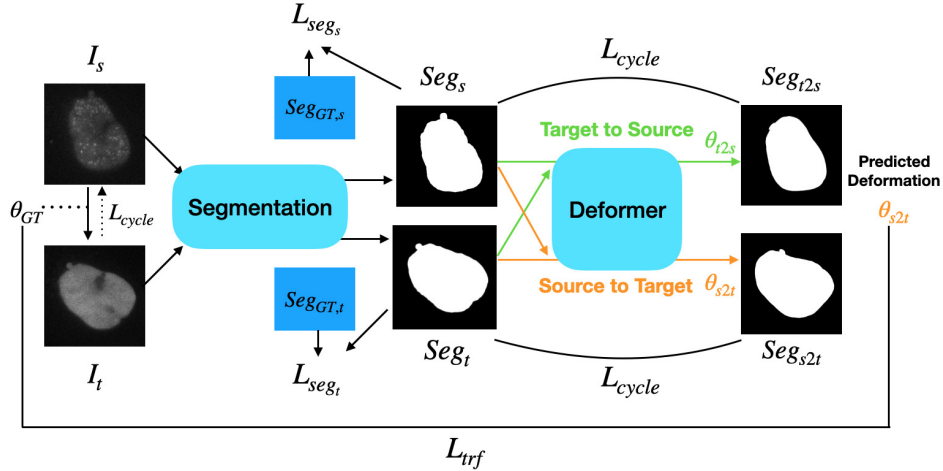 L_{seg_s}
I_s
Seg_s
L_{cycle}
Seg_{t2s}
Seg_{GT,s}
Target to Source
θ_{t2s}
Predicted
Deformation
θ_{GT}
L_{cycle}
Segmentation
Deformer
θ_{s2t}
Seg_{GT,t}
Source to Target
θ_{s2t}
I_t
L_{seg_t}
Seg_t
L_{cycle}
Seg_{s2t}
L_{trf}